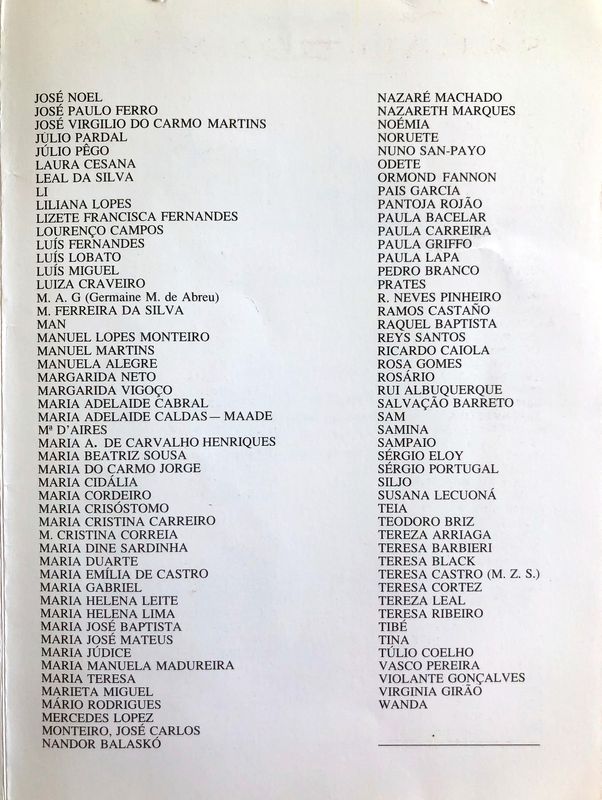 JOSÉ NOEL
JOSÉ PAULO FERRO
JOSÉ VIRGILIO DO CARMO MARTINS
JÚLIO PARDAL
JÚLIO PÊGO
LAURA CESANA
LEAL DA SILVA
LI
LILIANA LOPES
LIZETE FRANCISCA FERNANDES
LOURENÇO CAMPOS
LUÍS FERNANDES
LUÍS LOBATO
LUÍS MIGUEL
LUIZA CRAVEIRO
M. A. G (Germaine M. de Abreu)
M. FERREIRA DA SILVA
MAN
MANUEL LOPES MONTEIRO
MANUEL MARTINS
MANUELA ALEGRE
MARGARIDA NETO
MARGARIDA VIGOÇO
MARIA ADELAIDE CABRAL
MARIA ADELAIDE CALDAS — MAADE
Mª D'AIRES
MARIA A. DE CARVALHO HENRIQUES
MARIA BEATRIZ SOUSA
MARIA DO CARMO JORGE
MARIA CIDÁLIA
MARIA CORDEIRO
MARIA CRISÓSTOMO
MARIA CRISTINA CARREIRO
M. CRISTINA CORREIA
MARIA DINE SARDINHA
MARIA DUARTE
MARIA EMÍLIA DE CASTRO
MARIA GABRIEL
MARIA HELENA LEITE
MARIA HELENA LIMA
MARIA JOSÉ BAPTISTA
MARIA JOSÉ MATEUS
MARIA JÚDICE
MARIA MANUELA MADUREIRA
MARIA TERESA
MARIETA MIGUEL
MÁRIO RODRIGUES
MERCEDES LOPEZ
MONTEIRO, JOSÉ CARLOS
NANDOR BALASKÓ
NAZARÉ MACHADO
NAZARETH MARQUES
NOÉMIA
NORUETE
NUNO SAN-PAYO
ODETE
ORMOND FANNON
PAIS GARCIA
PANTOJA ROJÃO
PAULA BACELAR
PAULA CARREIRA
PAULA GRIFFO
PAULA LAPA
PEDRO BRANCO
PRATES
R. NEVES PINHEIRO
RAMOS CASTAÑO
RAQUEL BAPTISTA
REYS SANTOS
RICARDO CAIOLA
ROSA GOMES
ROSÁRIO
RUI ALBUQUERQUE
SALVAÇÃO BARRETO
SAM
SAMINA
SAMPAIO
SÉRGIO ELOY
SÉRGIO PORTUGAL
SILJO
SUSANA LECUONÁ
TEIA
TEODORO BRIZ
TEREZA ARRIAGA
TERESA BARBIERI
TERESA BLACK
TERESA CASTRO (M. Z. S.)
TERESA CORTEZ
TEREZA LEAL
TERESA RIBEIRO
TIBÉ
TINA
TÚLIO COELHO
VASCO PEREIRA
VIOLANTE GONÇALVES
VIRGINIA GIRÃO
WANDA